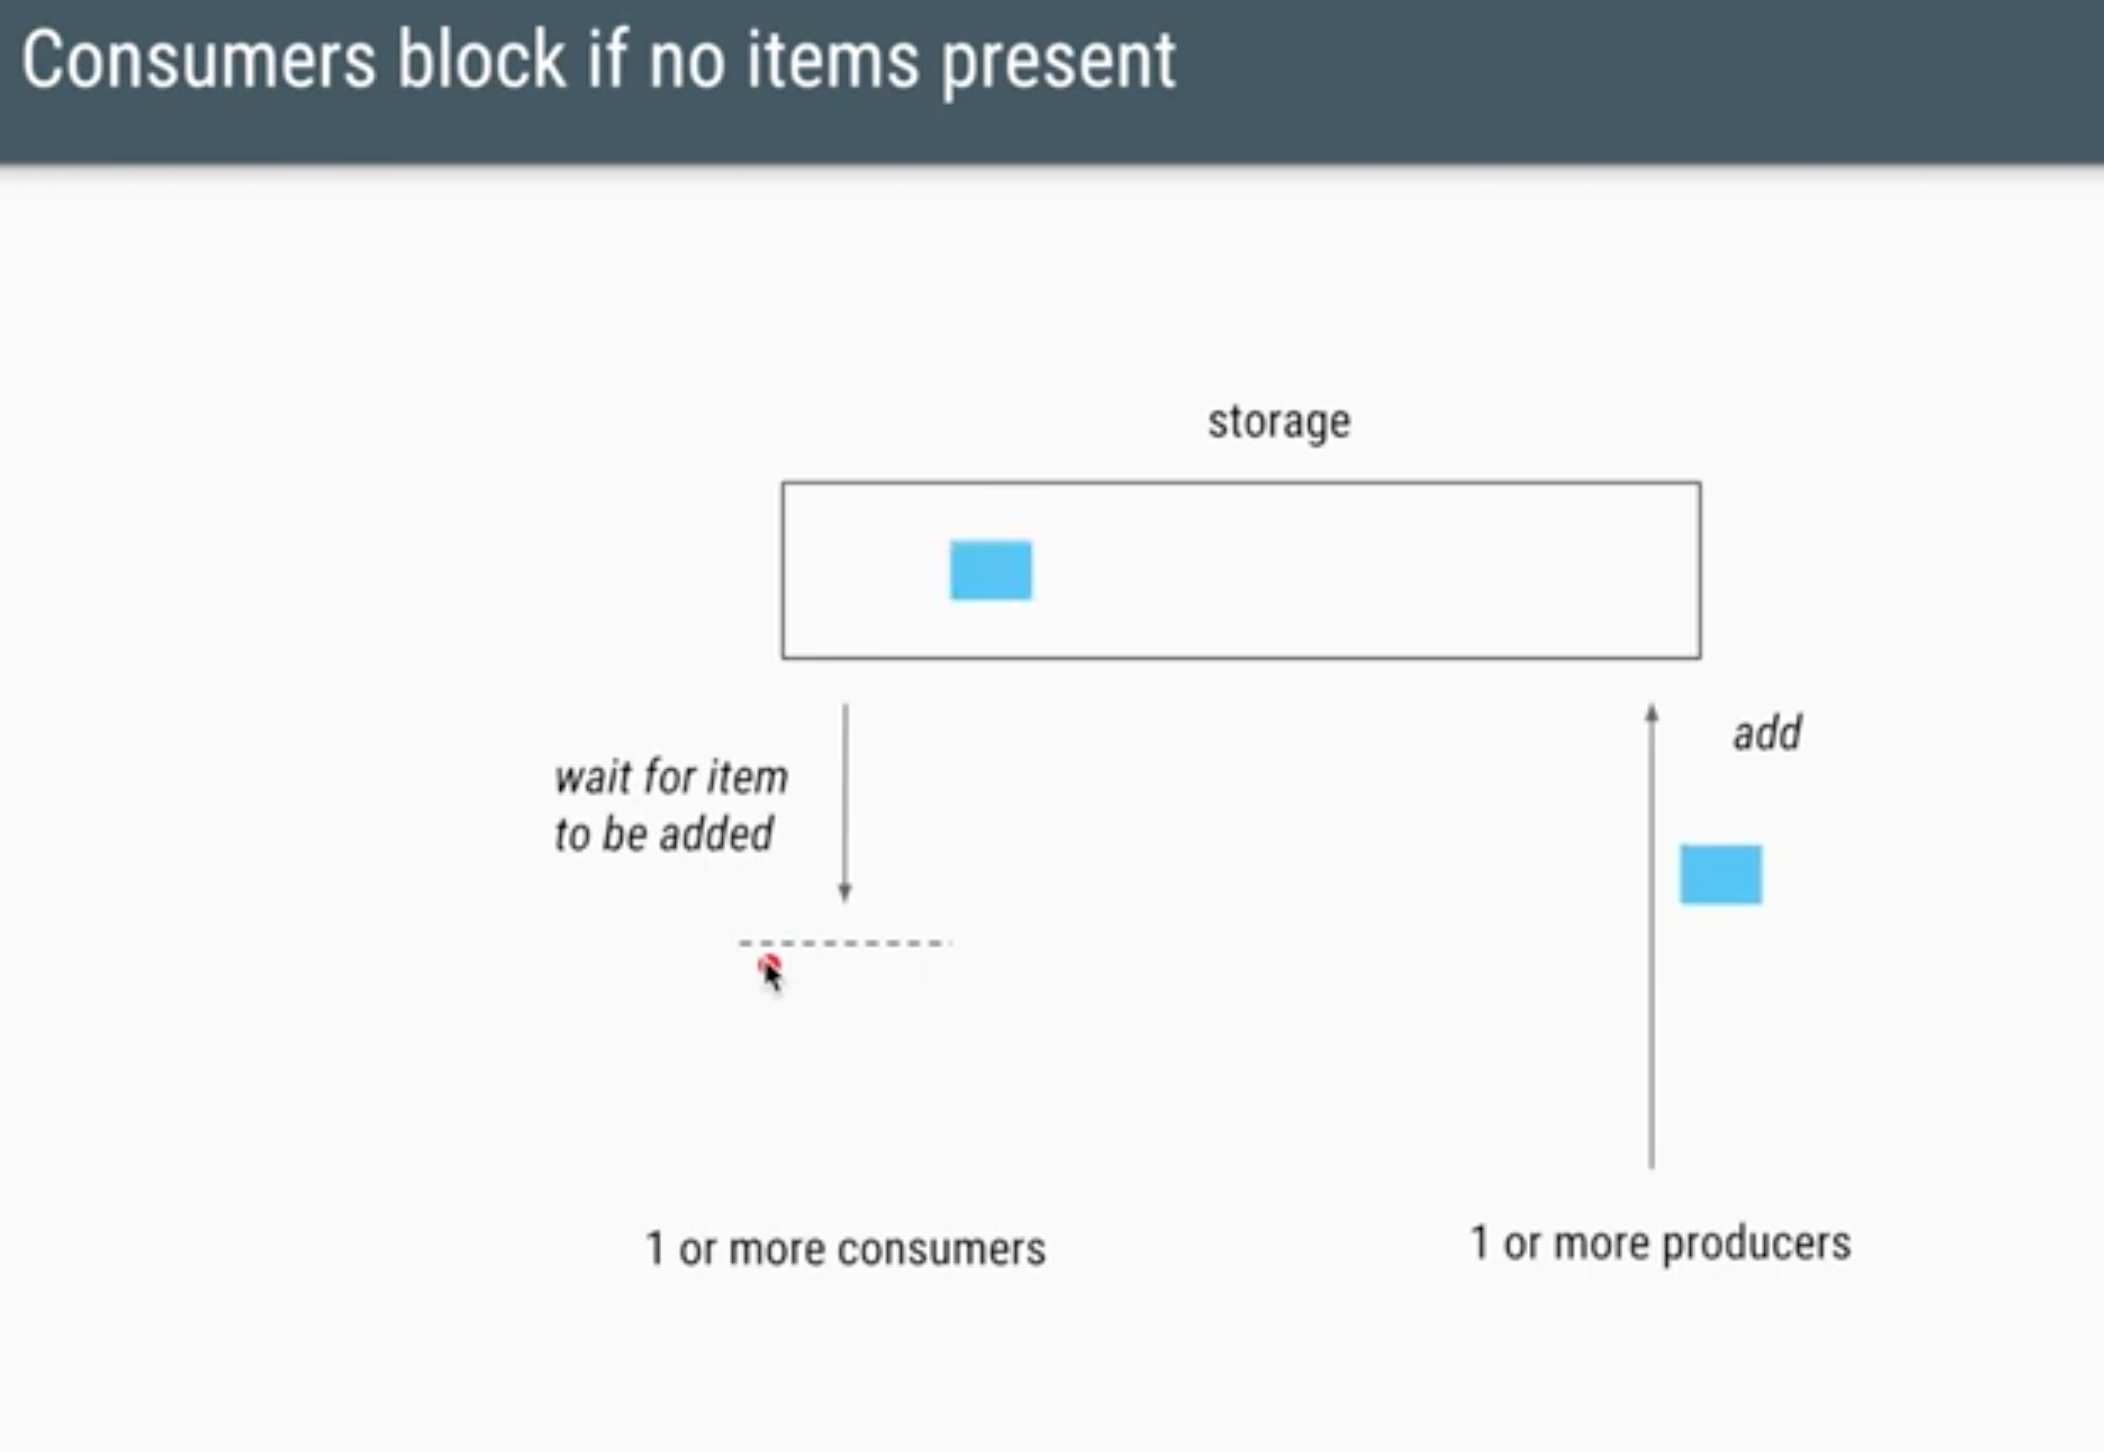 Consumers block if no items present
storage
add
wait for item
to be added
1 or more consumers
1 or more producers